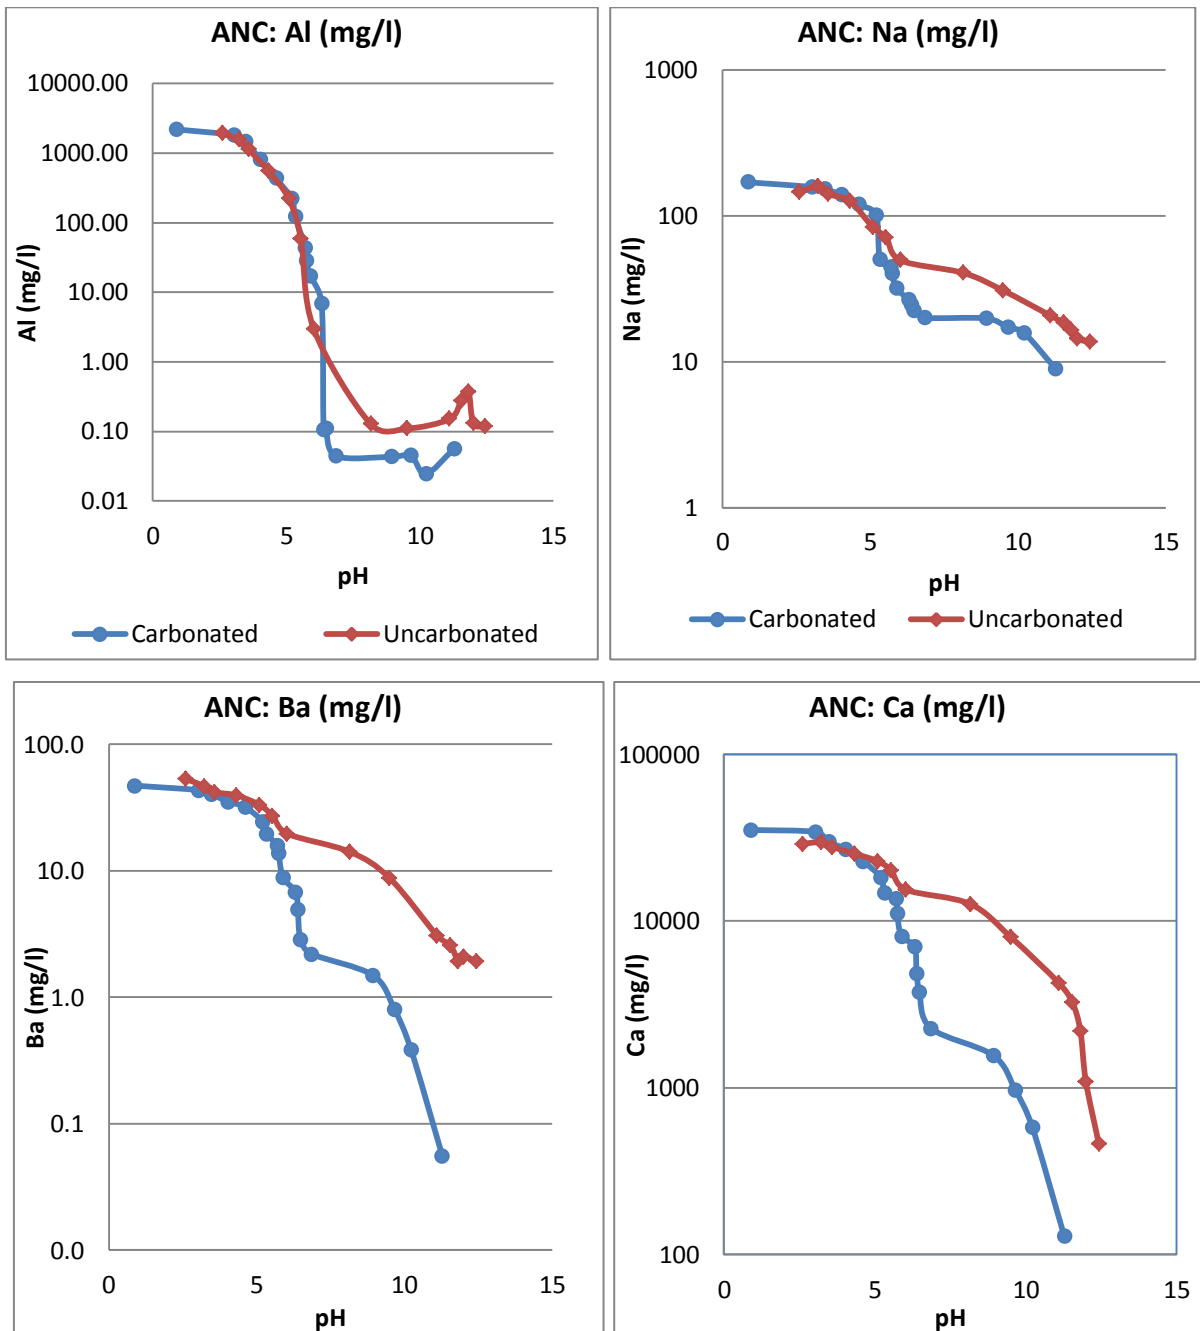 ANC: Al (mg/l)
10000.00
1000.00
100.00
10.00
1.00
0.10
0.01
Al (mg/l)
0 5 10 15
pH
Carbonated Uncarbonated
ANC: Na (mg/l)
1000
100
10
1
Na (mg/l)
0 5 10 15
pH
Carbonated Uncarbonated
ANC: Ba (mg/l)
100.0
10.0
1.0
0.1
0.0
Ba (mg/l)
0 5 10 15
pH
ANC: Ca (mg/l)
100000
10000
1000
100
Ca (mg/l)
0 5 10 15
pH